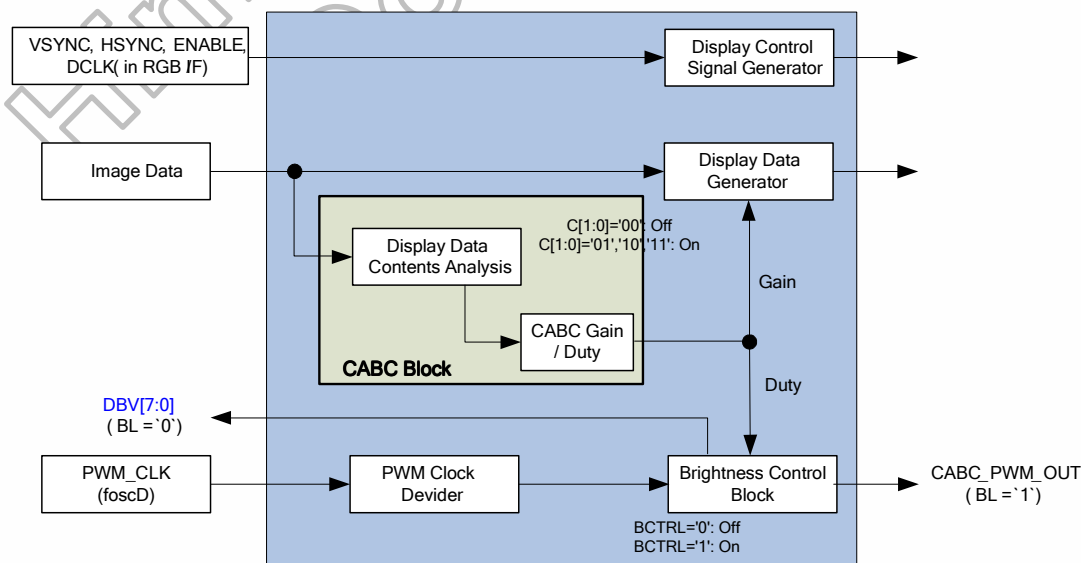 VSYNC, HSYNC, ENABLE,
DCLK( in RGB I/F)
Display Control
Signal Generator
Image Data
Display Data
Generator
C[1:0]='00': Off
C[1:0]='01','10','11': On
Display Data
Contents Analysis
Gain
CABC Gain
/ Duty
CABC Block
Duty
DBV[7:0]
( BL =`0`)
PWM_CLK
(foscD)
PWM Clock
Devider
Brightness Control
Block
CABC_PWM_OUT
( BL =`1`)
BCTRL='0': Off
BCTRL='1': On